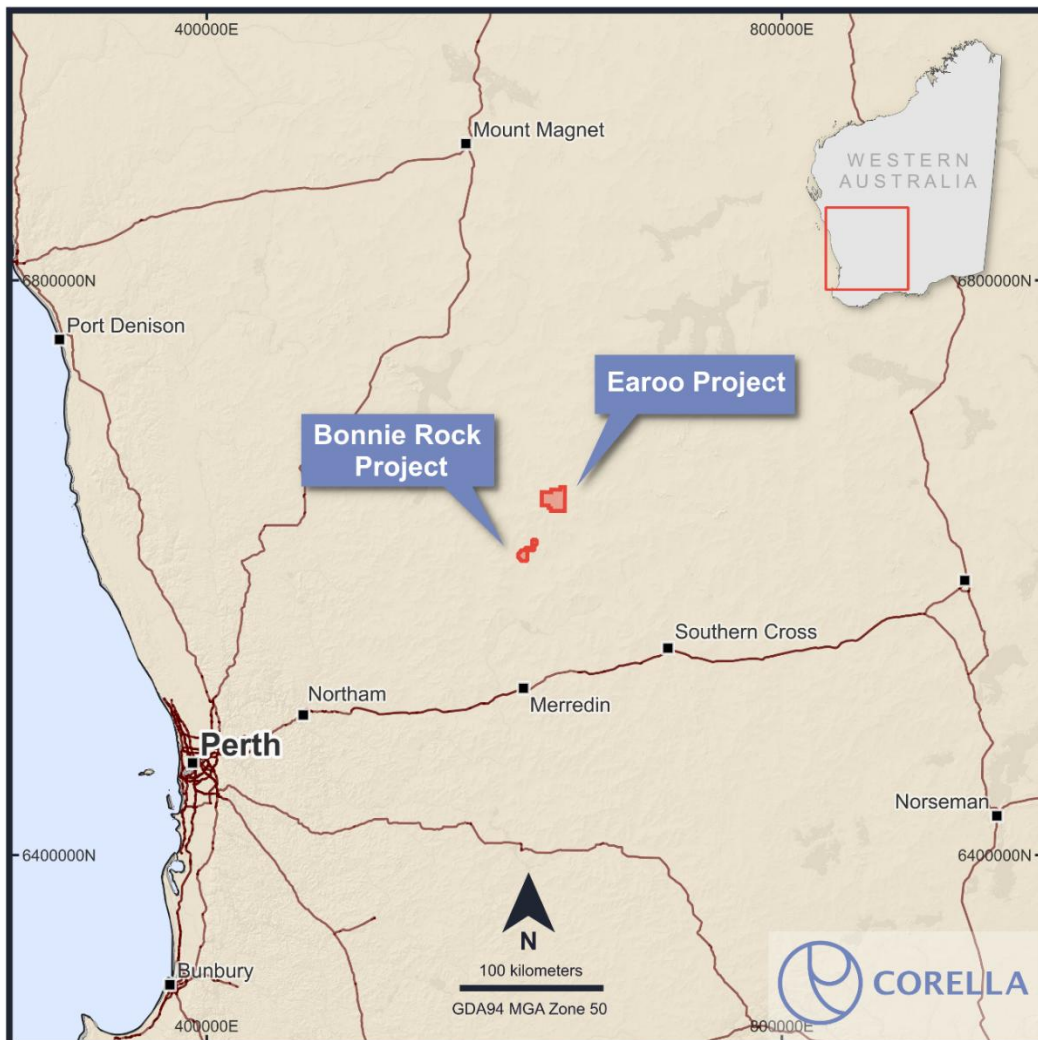 400000E
800000E
Mount Magnet
WESTERN
AUSTRALIA
6800000N
6800000N
Port Denison
Earoo Project
Bonnie Rock
Project
Southern Cross
Northam
Merredin
Perth
Norseman
6400000N
6400000N
N
100 kilometers
GDA94 MGA Zone 50
Bunbury
CORELLA
400000E
800000E